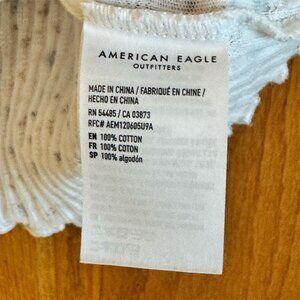 AMERICAN EAGLE
OUTFITTERS
MADE IN CHINA / FABRIQUÉ EN CHINE /
HECHO EN CHINA
RN 54485 / CA 03873
RFC# AEM120605U9A
EN 100% COTTON
FR 100% COTON
SP 100% algodón